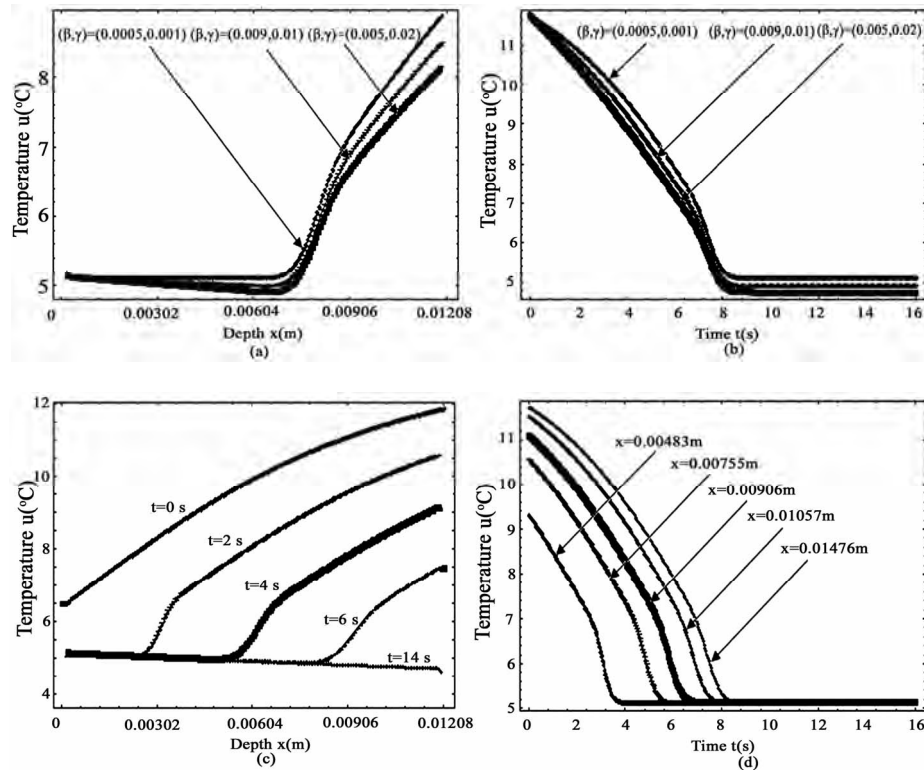 (β,γ)=(0.0005,0.001) (β,γ)=(0.009,0.01) (β,γ)=(0.005,0.02)
8
7
6
5
Temperature u(°C)
0 0.00302 0.00604 0.00906 0.01208
Depth x(m)
(a)
(β,γ)=(0.0005,0.001) (β,γ)=(0.009,0.01) (β,γ)=(0.005,0.02)
11
10
9
8
7
6
5
Temperature u(°C)
0 2 4 6 8 10 12 14 16
Time t(s)
(b)
12
10
8
6
4
Temperature u(°C)
t=0 s
t=2 s
t=4 s
t=6 s
t=14 s
0 0.00302 0.00604 0.00906 0.01208
Depth x(m)
(c)
11
10
9
8
7
6
5
Temperature u(°C)
x=0.00483m
x=0.00755m
x=0.00906m
x=0.01057m
x=0.01476m
0 2 4 6 8 10 12 14 16
Time t(s)
(d)